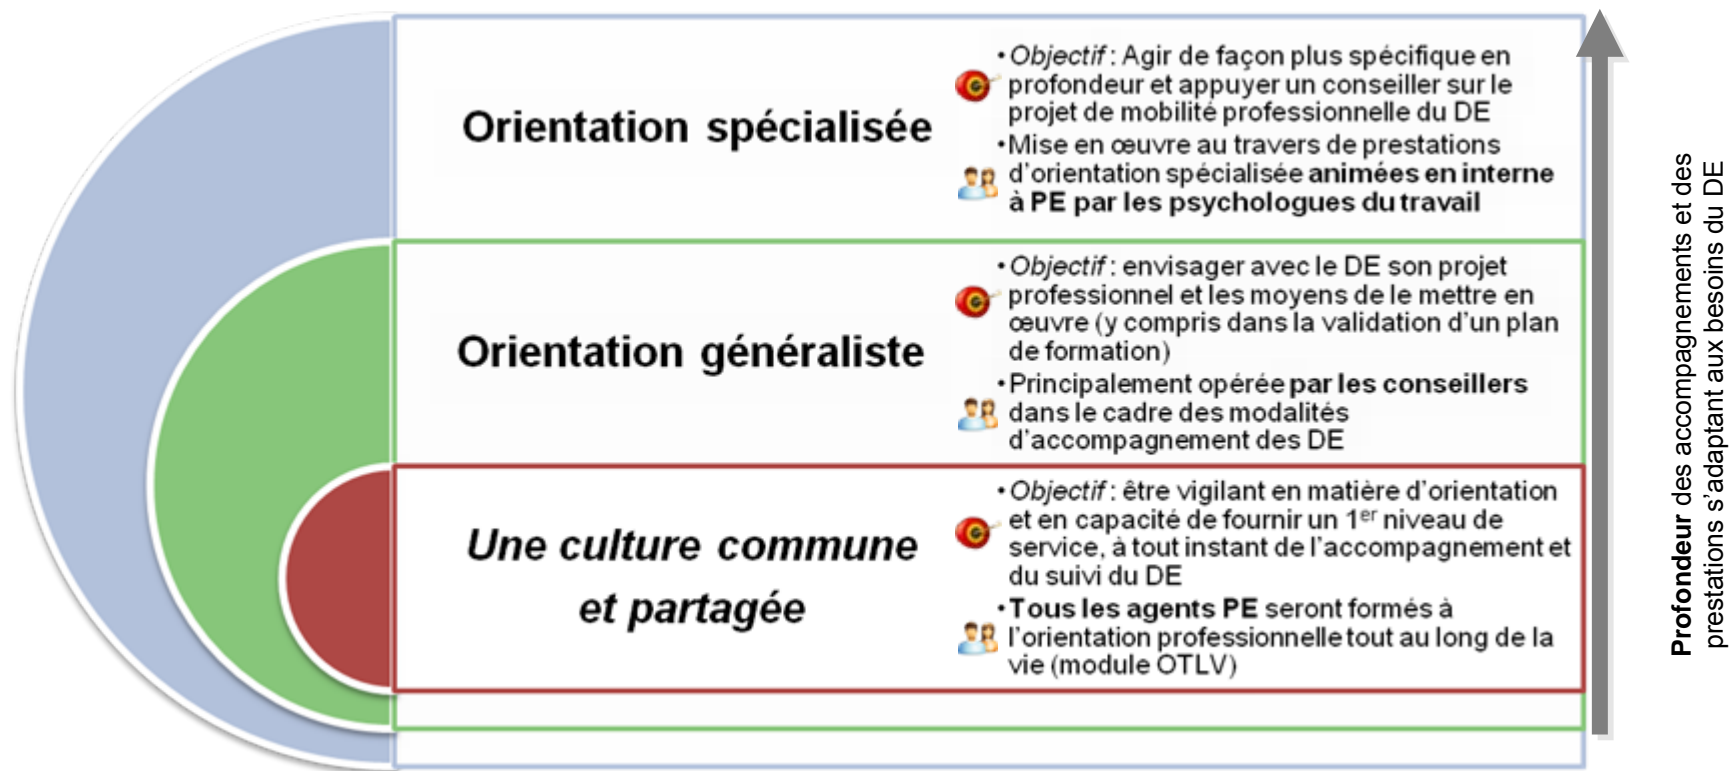 Orientation spécialisée
•Objectif : Agir de façon plus spécifique en
profondeur et appuyer un conseiller sur le
projet de mobilité professionnelle du DE
•Mise en œuvre au travers de prestations
d'orientation spécialisée animées en interne
à PE par les psychologues du travail
Orientation généraliste
•Objectif : envisager avec le DE son projet
professionnel et les moyens de le mettre en
œuvre (y compris dans la validation d'un plan
de formation)
•Principalement opérée par les conseillers
dans le cadre des modalités
d'accompagnement des DE
Une culture commune
et partagée
•Objectif : être vigilant en matière d'orientation
et en capacité de fournir un 1er niveau de
service, à tout instant de l'accompagnement et
du suivi du DE
•Tous les agents PE seront formés à
l'orientation professionnelle tout au long de la
vie (module OTLV)
Profondeur des accompagnements et des
prestations s'adaptant aux besoins du DE